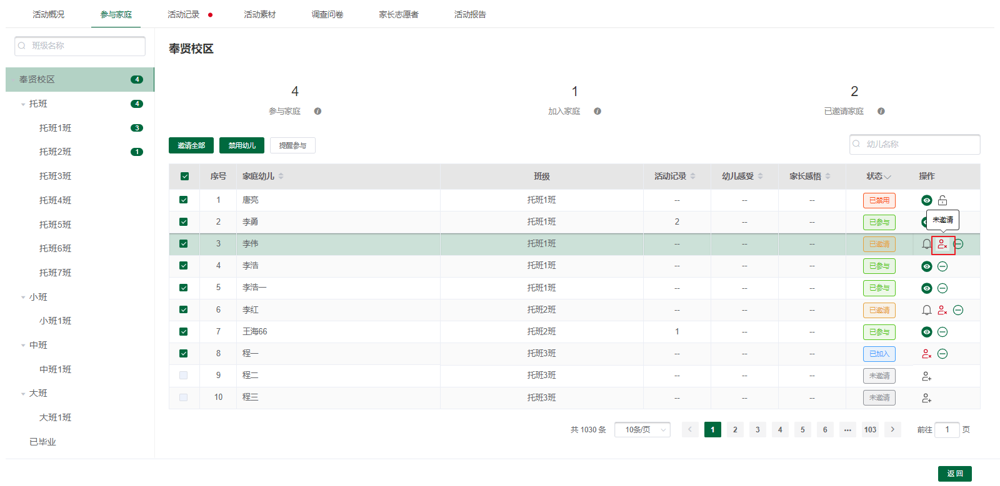 活动概况 参与家庭 活动记录 活动素材 调查问卷 家长志愿者 活动报告
班级名称
奉贤校区 4
托班 4
托班1班 3
托班2班 1
托班3班
托班4班
托班5班
托班6班
托班7班
小班
小班1班
中班
中班1班
大班
大班1班
已毕业
奉贤校区
4 1 2
参与家庭 加入家庭 已邀请家庭
邀请全部 禁用幼儿 提醒参与 幼儿名称
序号 家庭幼儿 班级 活动记录 幼儿感受 家长感悟 状态 操作
1 唐亮 托班1班 -- -- -- 已禁用
2 李勇 托班1班 2 -- -- 已参与
未邀请
3 李伟 托班1班 -- -- -- 已邀请
4 李浩 托班1班 -- -- -- 已参与
5 李浩一 托班1班 -- -- -- 已参与
6 李红 托班2班 -- -- -- 已邀请
7 王海66 托班2班 1 -- -- 已参与
8 程一 托班3班 -- -- -- 已加入
9 程二 托班3班 -- -- -- 未邀请
10 程三 托班3班 -- -- -- 未邀请
共 1030 条 10条/页 1 2 3 4 5 6 ••• 103 前往 1 页
返 回